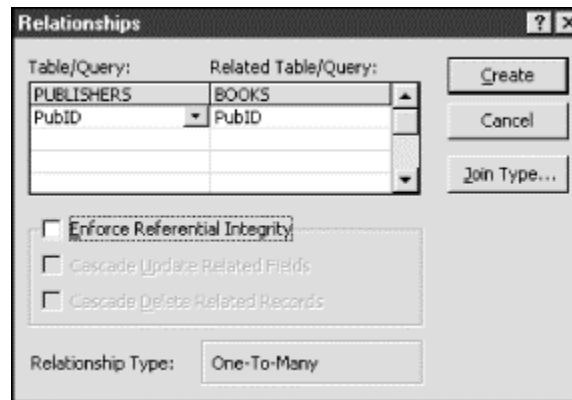 Relationships
Table/Query: Related Table/Query:
PUBLISHERS BOOKS
PubID PubID
Create
Cancel
Join Type...
Enforce Referential Integrity
Cascade Update Related Fields
Cascade Delete Related Records
Relationship Type: One-To-Many